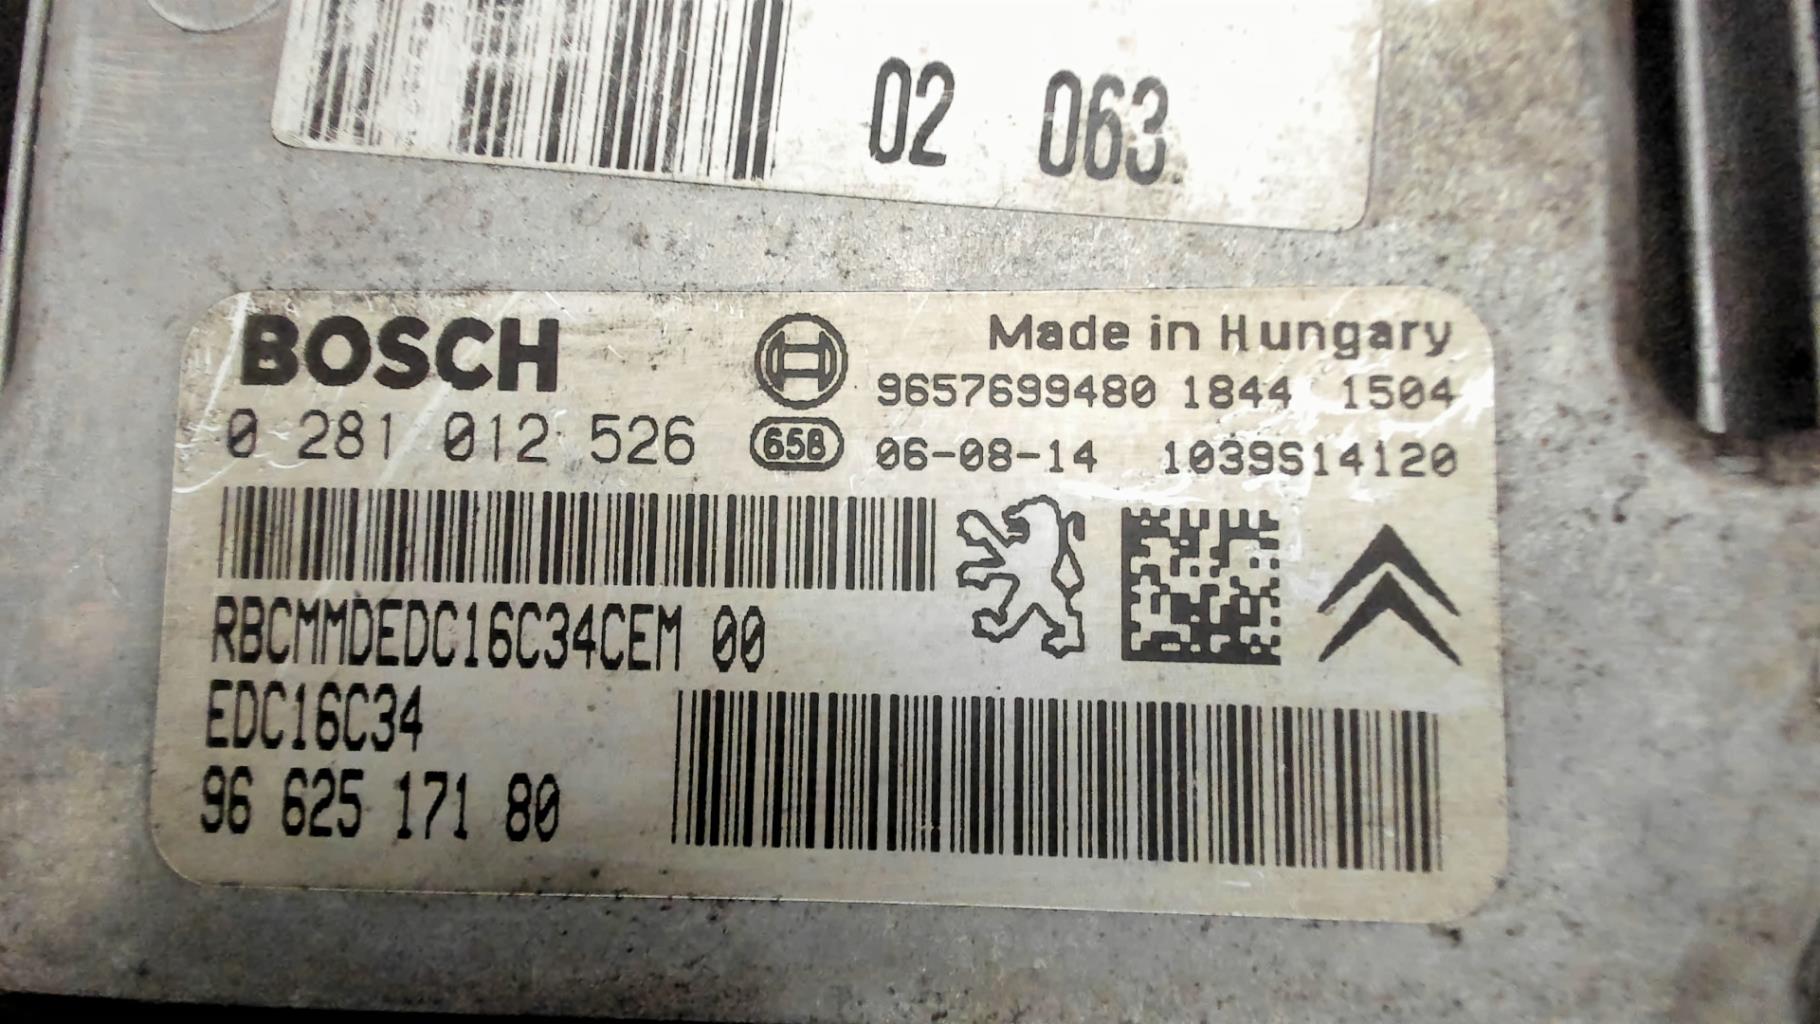 02 063
BOSCH
Made in Hungary
9657699480 1844 1504
0 281 012 526
658 06-08-14 1039S14120
RBCMMDEDC16C34CEM 00
EDC16C34
96 625 171 80